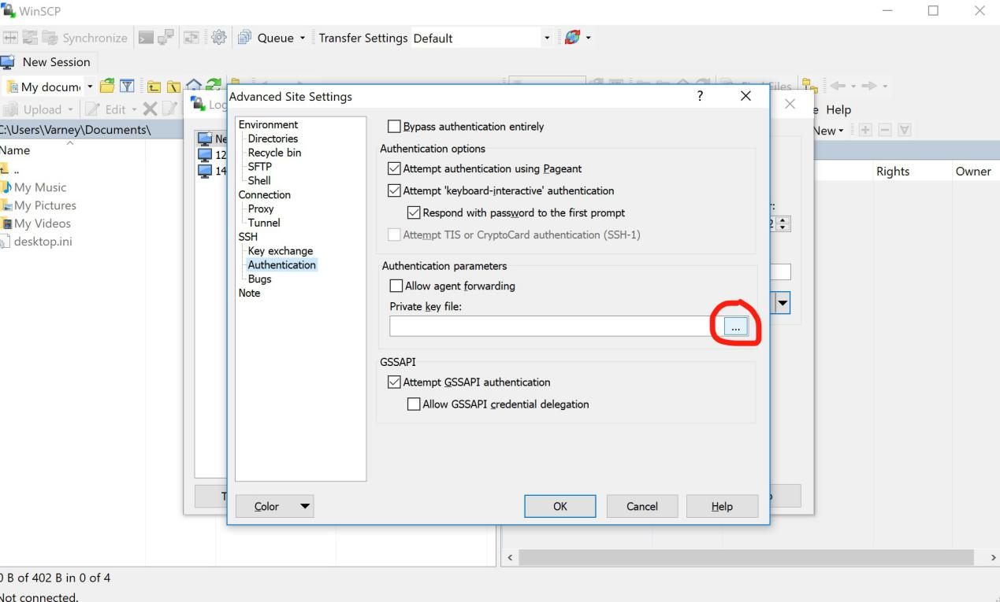 WinSCP
Synchronize Queue Transfer Settings Default
New Session
My docum
Files
Upload Edit
Help
New
C:\Users\Varney\Documents\
Name
..
My Music
My Pictures
My Videos
desktop.ini
Rights Owner
Ne
12
14
Advanced Site Settings ? 
Environment
Directories
Recycle bin
SFTP
Shell
Connection
Proxy
Tunnel
SSH
Key exchange
Authentication
Bugs
Note
Bypass authentication entirely
Authentication options
Attempt authentication using Pageant
Attempt 'keyboard-interactive' authentication
Respond with password to the first prompt
Attempt TIS or CryptoCard authentication (SSH-1)
Authentication parameters
Allow agent forwarding
Private key file:
...
GSSAPI
Attempt GSSAPI authentication
Allow GSSAPI credential delegation
Color OK Cancel Help
0 B of 402 B in 0 of 4
Not connected.